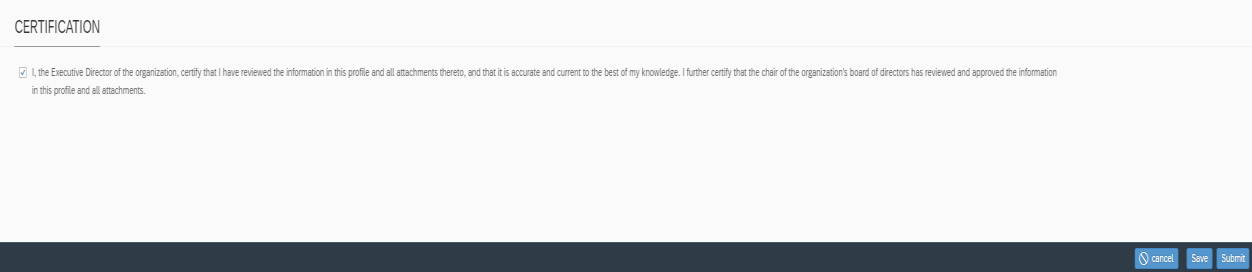 CERTIFICATION
I, the Executive Director of the organization, certify that I have reviewed the information in this profile and all attachments thereto, and that it is accurate and current to the best of my knowledge. I further certify that the chair of the organization's board of directors has reviewed and approved the information
in this profile and all attachments.
cancel Save Submit